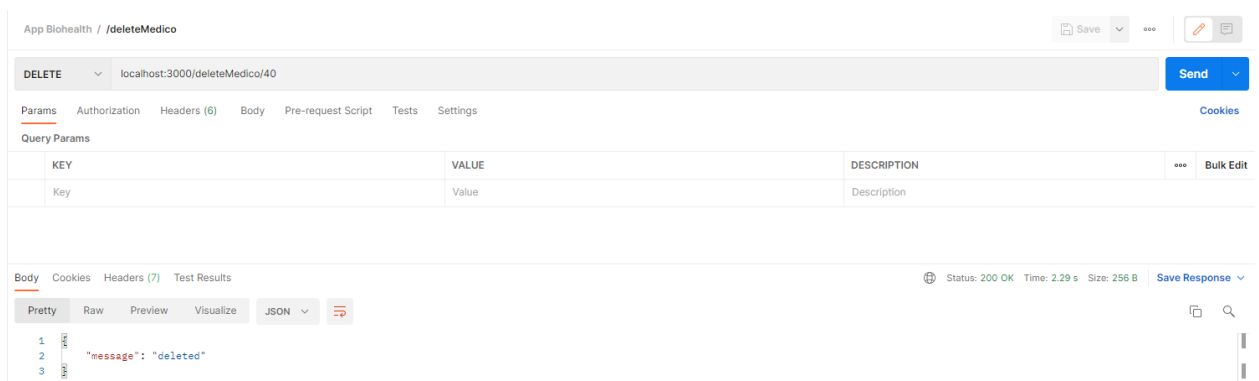 App Biohealth / /deleteMedico Save
DELETE localhost:3000/deleteMedico/40 Send
Params Authorization Headers (6) Body Pre-request Script Tests Settings Cookies
Query Params
KEY VALUE DESCRIPTION Bulk Edit
Key Value Description
Body Cookies Headers (7) Test Results Status: 200 OK Time: 2.29 s Size: 256 B Save Response
Pretty Raw Preview Visualize JSON
1 {
2 "message": "deleted"
3 }